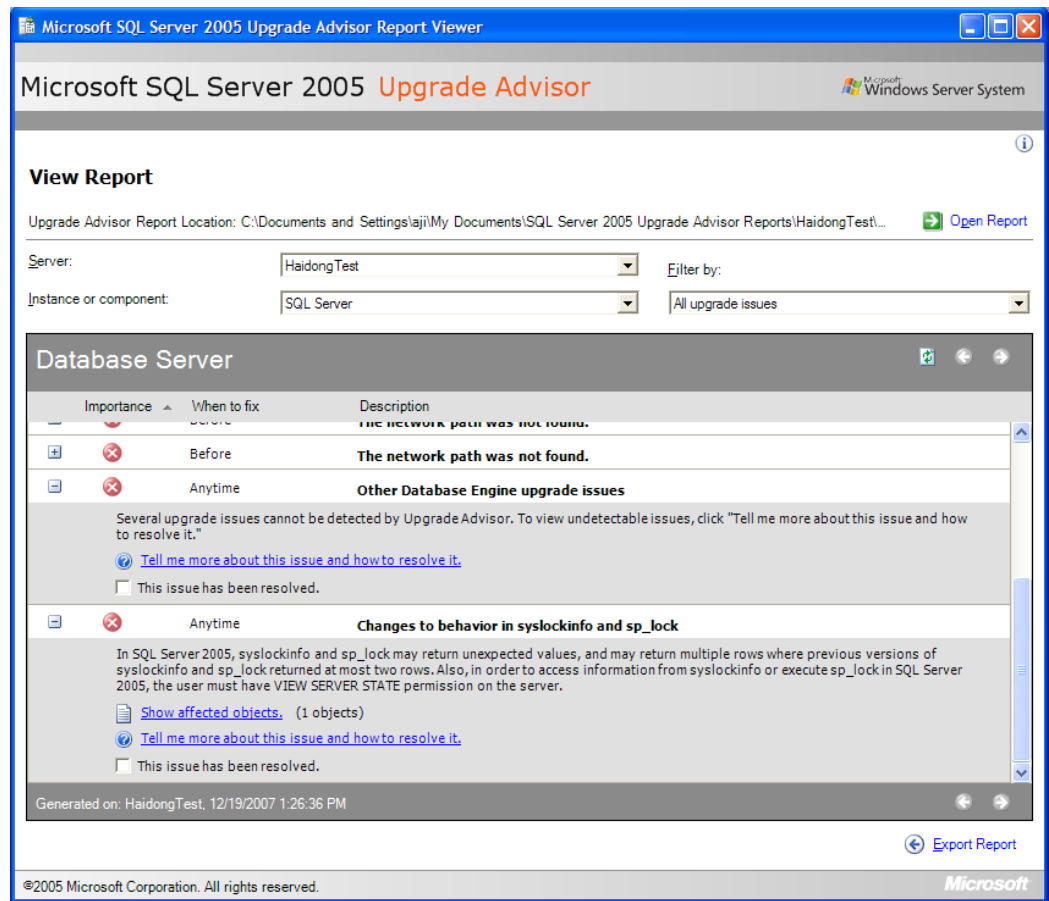 Microsoft SQL Server 2005 Upgrade Advisor Report Viewer
Microsoft SQL Server 2005 Upgrade Advisor
Microsoft
Windows Server System
View Report
Upgrade Advisor Report Location: C:\Documents and Settings\aji\My Documents\SQL Server 2005 Upgrade Advisor Reports\HaidongTest\...
Open Report
Server:
HaidongTest
Filter by:
Instance or component:
SQL Server
All upgrade issues
Database Server
Importance When to fix Description
Before The network path was not found.
Before The network path was not found.
Anytime Other Database Engine upgrade issues
Several upgrade issues cannot be detected by Upgrade Advisor. To view undetectable issues, click "Tell me more about this issue and how
to resolve it."
Tell me more about this issue and how to resolve it.
This issue has been resolved.
Anytime Changes to behavior in syslockinfo and sp_lock
In SQL Server 2005, syslockinfo and sp_lock may return unexpected values, and may return multiple rows where previous versions of
syslockinfo and sp_lock returned at most two rows. Also, in order to access information from syslockinfo or execute sp_lock in SQL Server
2005, the user must have VIEW SERVER STATE permission on the server.
Show affected objects. (1 objects)
Tell me more about this issue and how to resolve it.
This issue has been resolved.
Generated on: HaidongTest, 12/19/2007 1:26:36 PM
Export Report
©2005 Microsoft Corporation. All rights reserved.
Microsoft